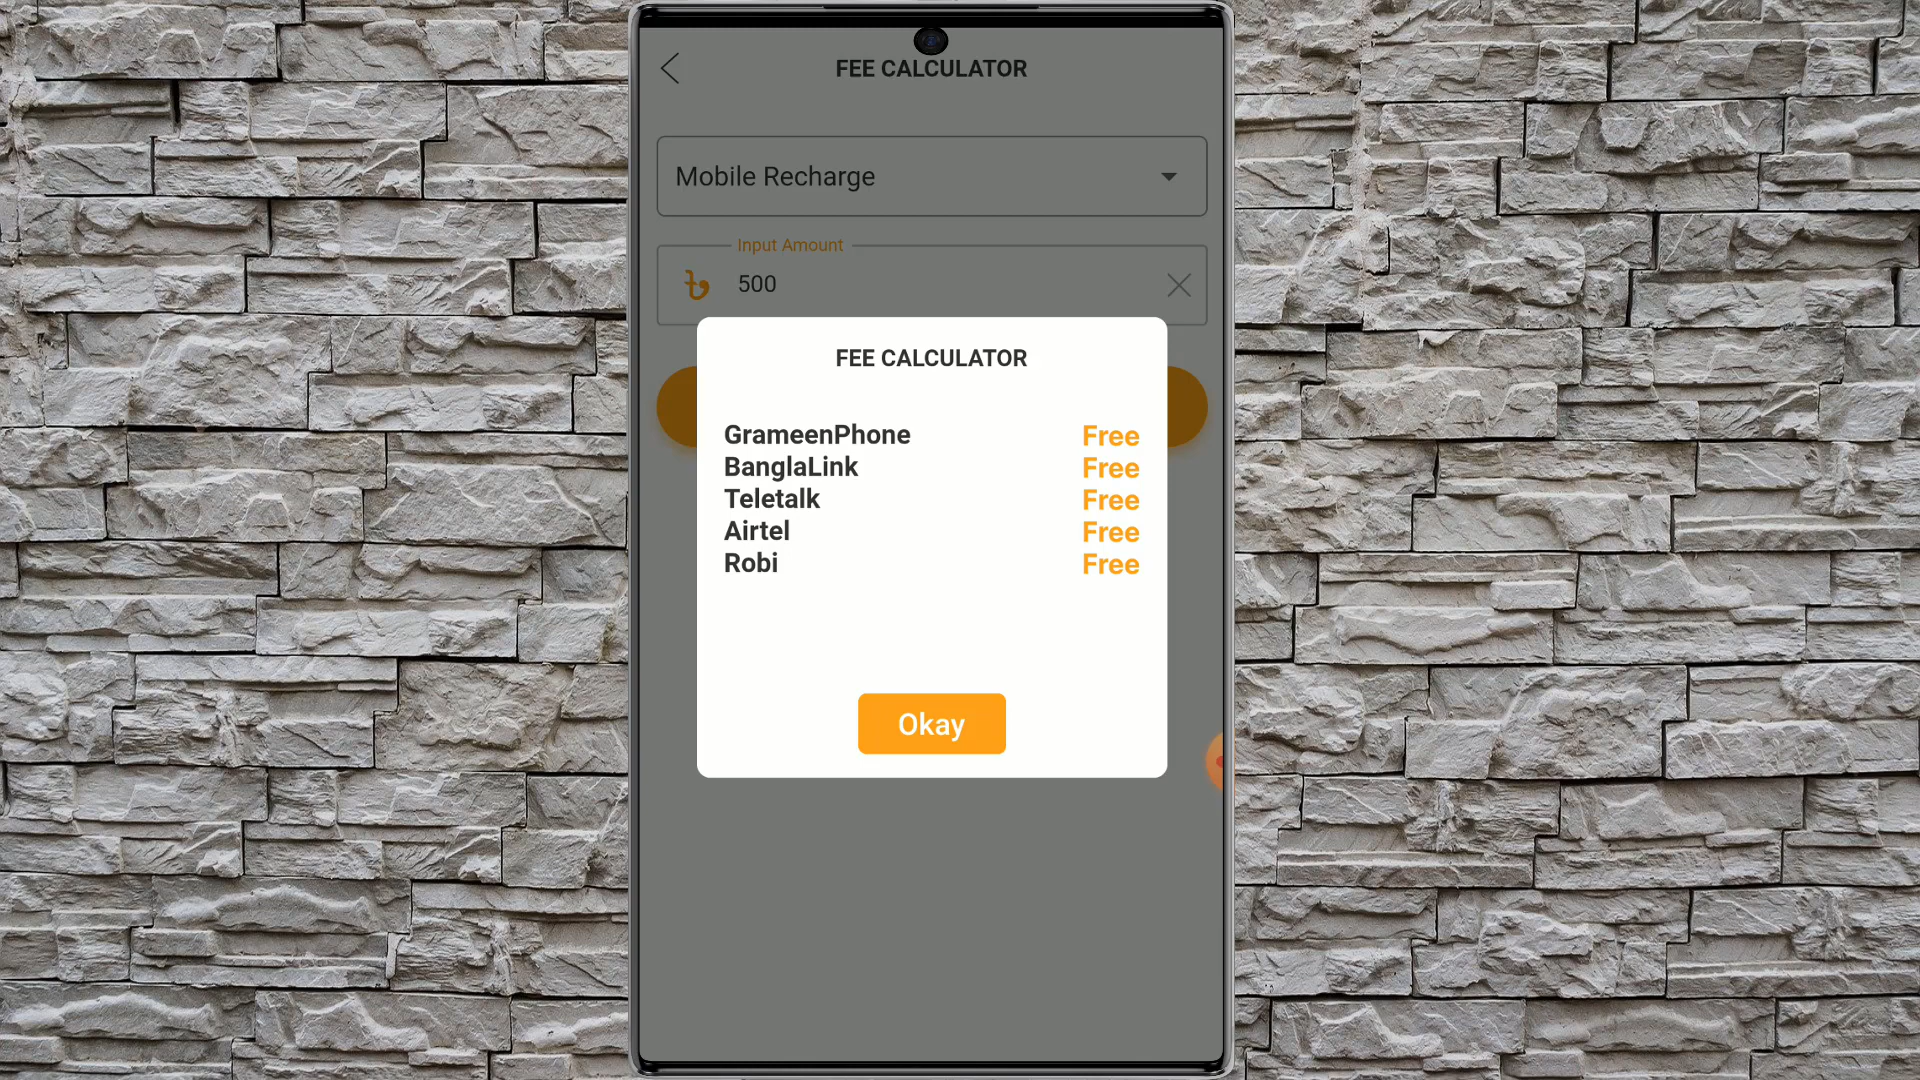 FEE CALCULATOR
Mobile Recharge
Input Amount
৳ 500
FEE CALCULATOR
GrameenPhone Free
BanglaLink Free
Teletalk Free
Airtel Free
Robi Free
Okay